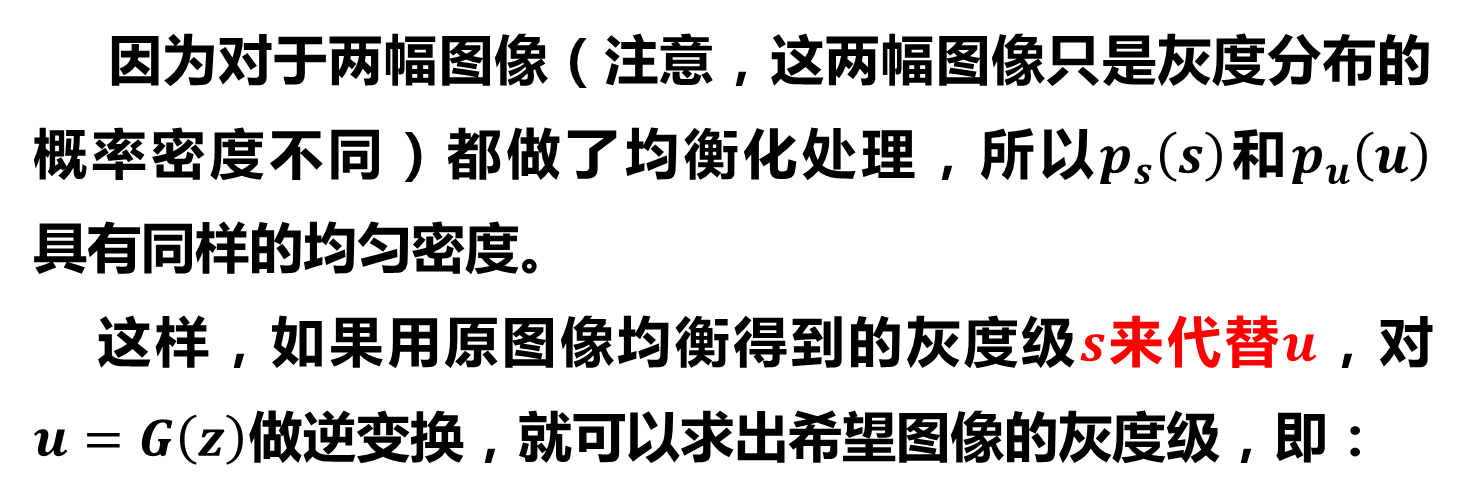 因为对于两幅图像（注意，这两幅图像只是灰度分布的
概率密度不同）都做了均衡化处理，所以pₛ(s)和pᵤ(u)
具有同样的均匀密度。
这样，如果用原图像均衡得到的灰度级s来代替u，对
u = G(z)做逆变换，就可以求出希望图像的灰度级，即：